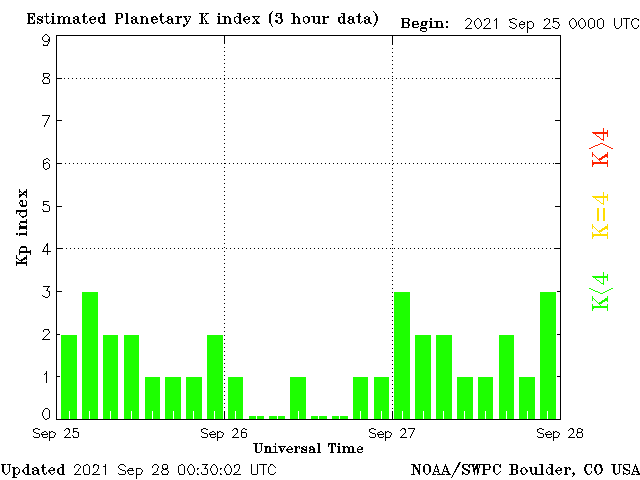 Estimated Planetary K index (3 hour data) Begin: 2021 Sep 25 0000 UTC
9
8
7
6
5
4
3
2
1
0
Kp index
K>4
K=4
K<4
Sep 25 Sep 26 Sep 27 Sep 28
Universal Time
Updated 2021 Sep 28 00:30:02 UTC NOAA/SWPC Boulder, CO USA